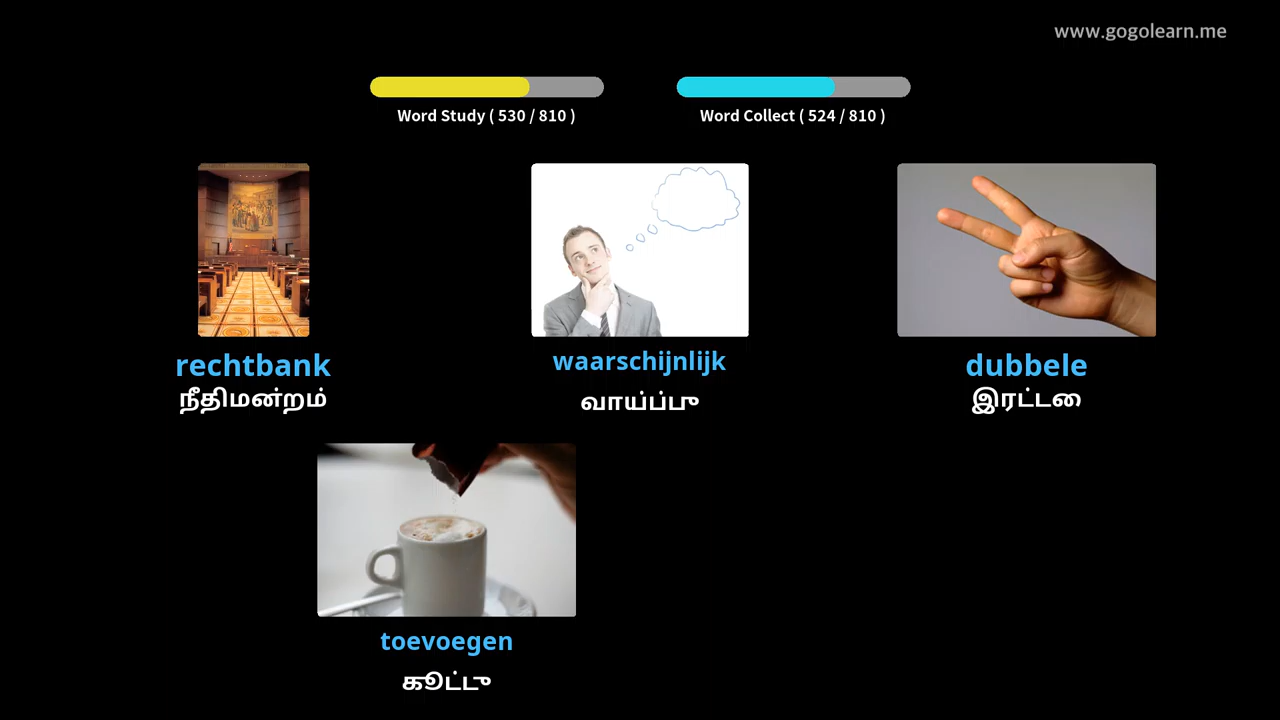 www.gogolearn.me
Word Study ( 530 / 810 )
Word Collect ( 524 / 810 )
rechtbank
நீதிமன்றம்
waarschijnlijk
வாய்ப்பு
dubbele
இரட்டை
toevoegen
கூட்டு